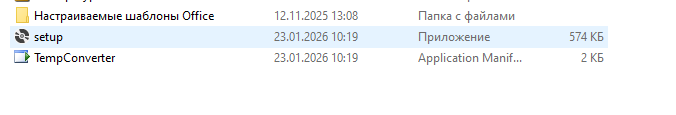 Настраиваемые шаблоны Office 12.11.2025 13:08 Папка с файлами
setup 23.01.2026 10:19 Приложение 574 КБ
TempConverter 23.01.2026 10:19 Application Manif... 2 КБ